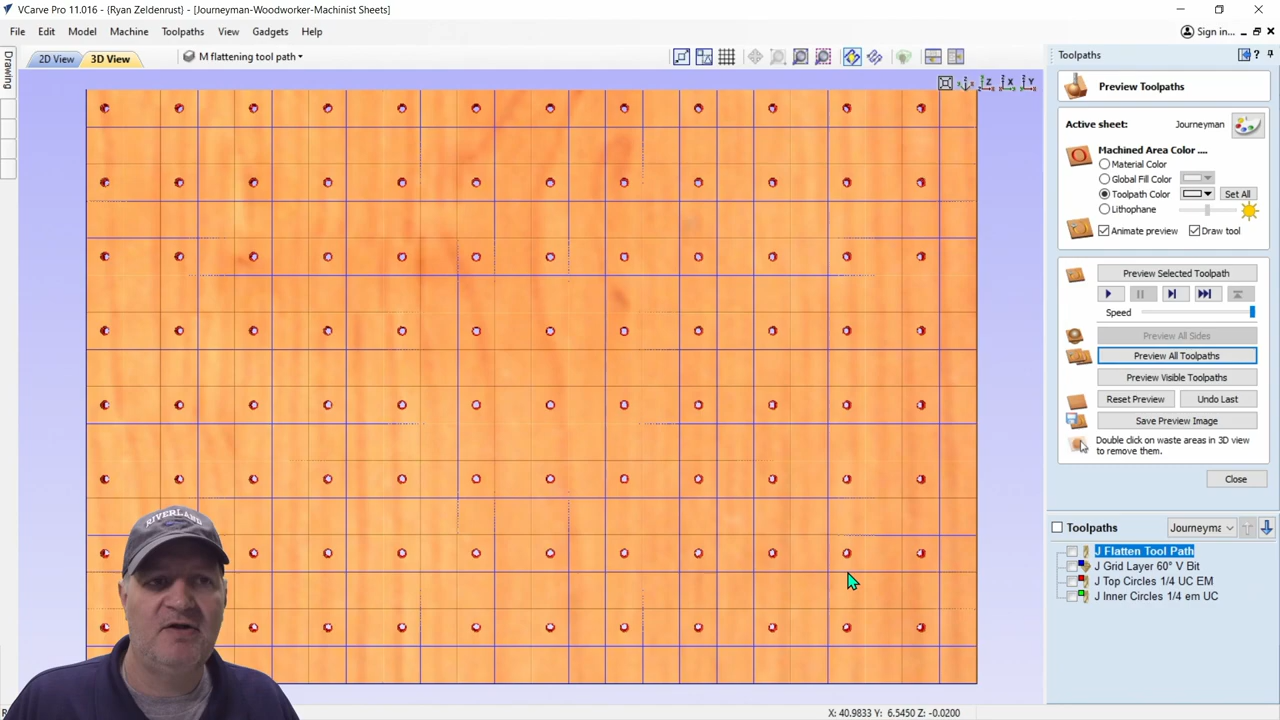 VCarve Pro 11.016 - {Ryan Zeldenrust} - [Journeyman-Woodworker-Machinist Sheets]
File Edit Model Machine Toolpaths View Gadgets Help
Sign in...
2D View 3D View M flattening tool path
Drawing
Z X Y
Toolpaths
Preview Toolpaths
Active sheet: Journeyman
Machined Area Color ....
Material Color
Global Fill Color
Toolpath Color Set All
Lithophane
Animate preview Draw tool
Preview Selected Toolpath
Speed
Preview All Sides
Preview All Toolpaths
Preview Visible Toolpaths
Reset Preview Undo Last
Save Preview Image
Double click on waste areas in 3D view
to remove them.
Close
Toolpaths Journeyma
J Flatten Tool Path
J Grid Layer 60° V Bit
J Top Circles 1/4 UC EM
J Inner Circles 1/4 em UC
RIVERLAND
X: 40.9833 Y: 6.5450 Z: -0.0200